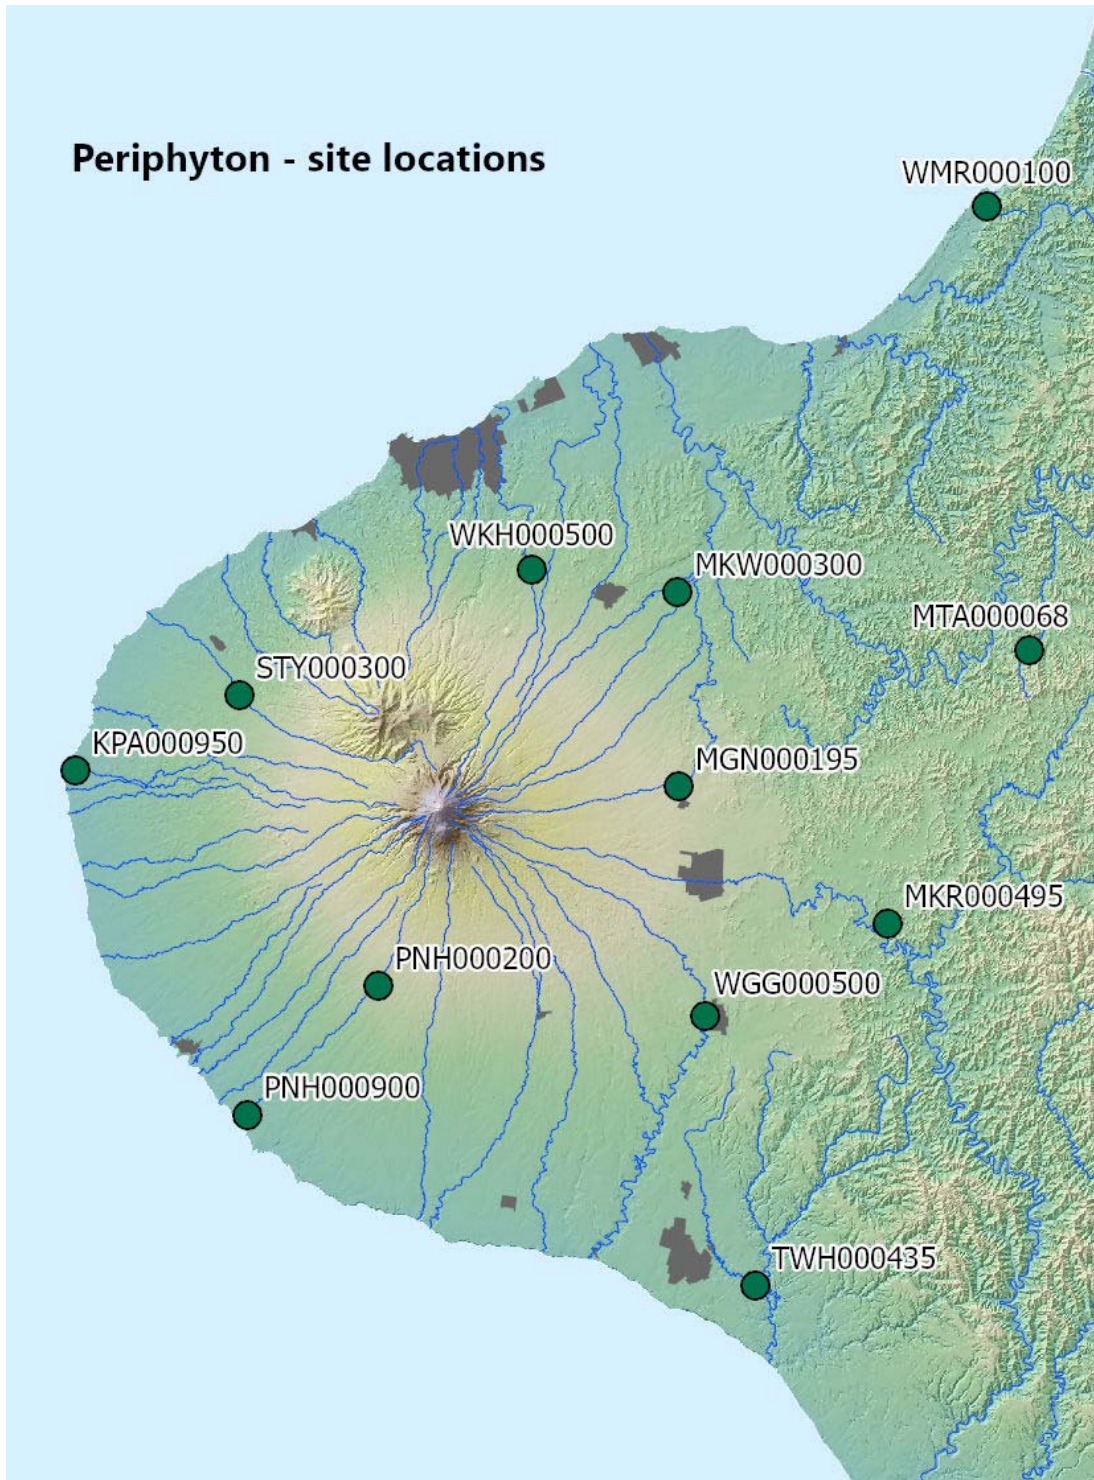 Periphyton - site locations
WMR000100
WKH000500
MKW000300
MTA000068
STY000300
KPA000950
MGN000195
MKR000495
PNH000200
WGG000500
PNH000900
TWH000435